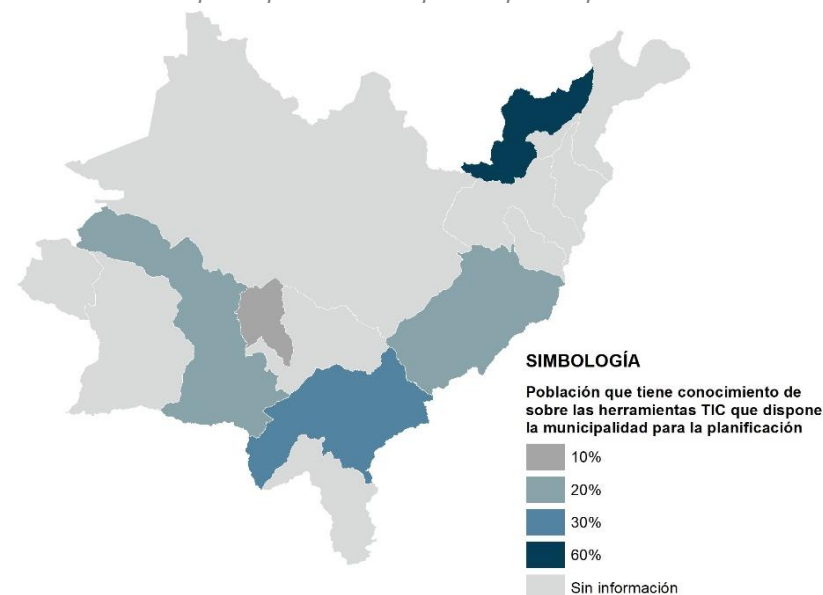 SIMBOLOGÍA
Población que tiene conocimiento de
sobre las herramientas TIC que dispone
la municipalidad para la planificación
10%
20%
30%
60%
Sin información